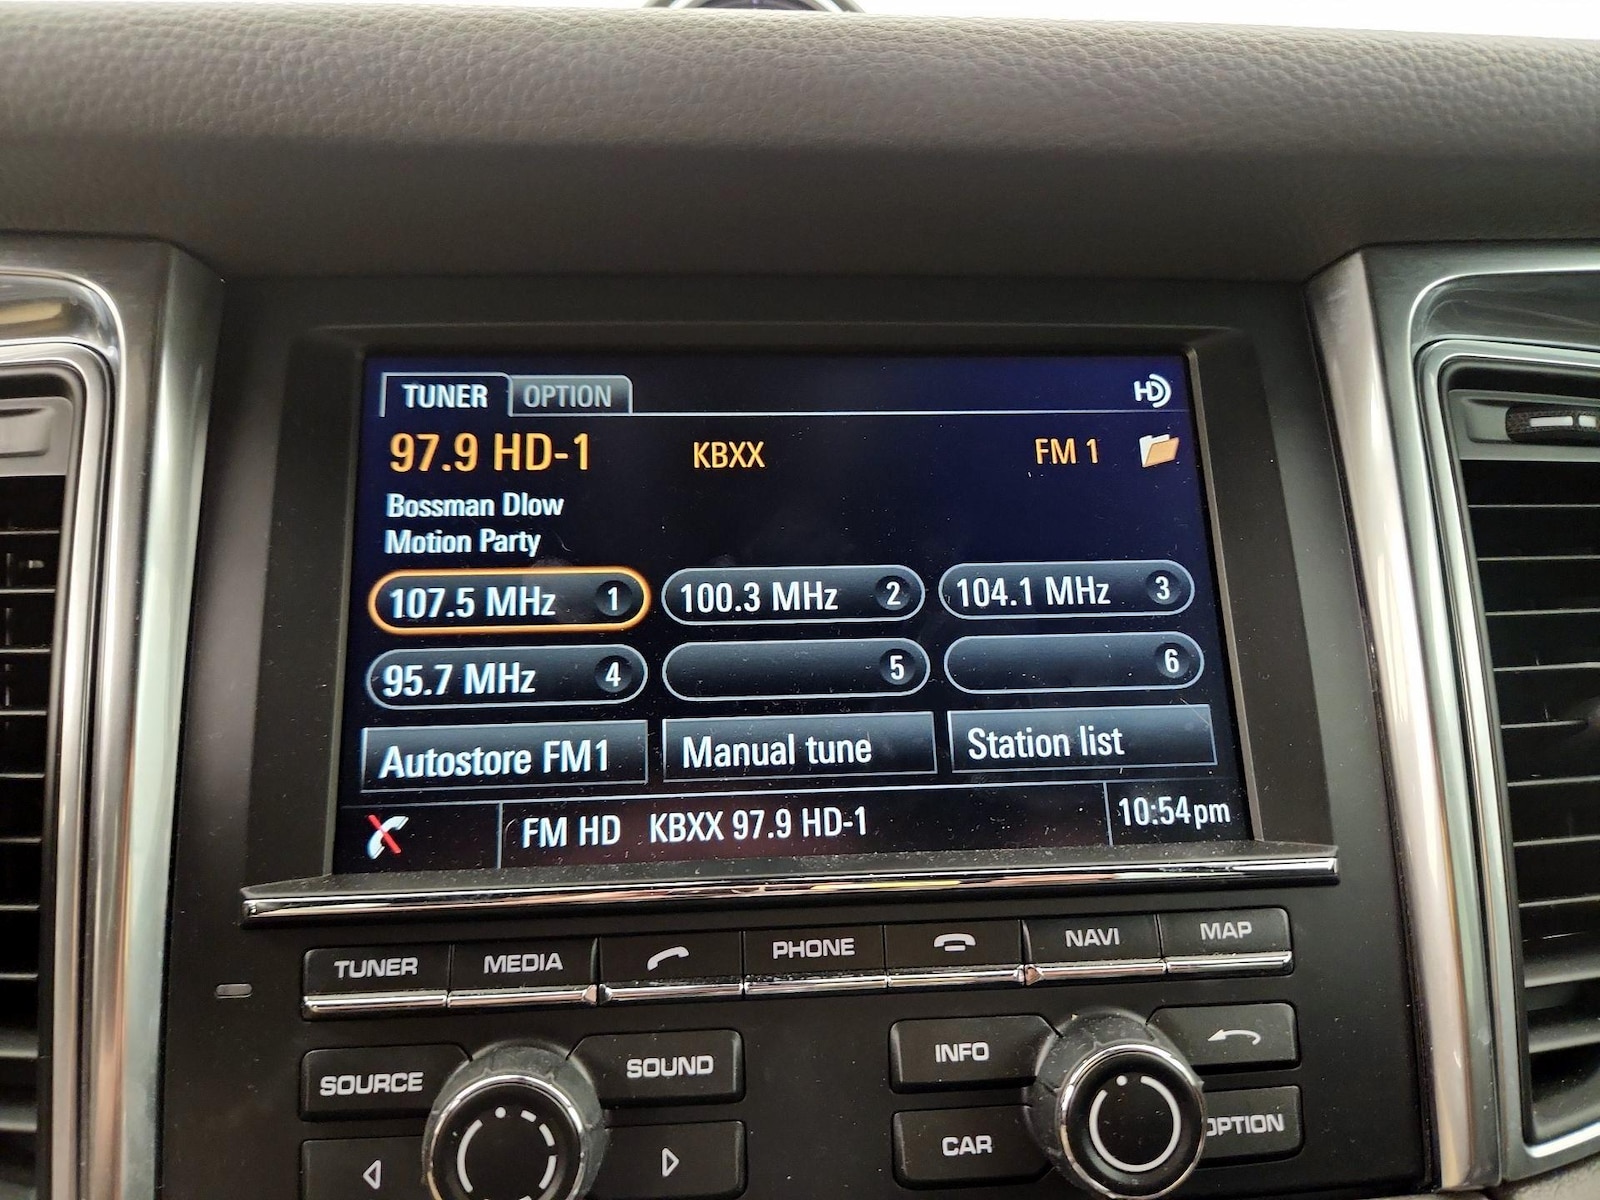 TUNER OPTION HD
97.9 HD-1 KBXX FM 1
Bossman Dlow
Motion Party
107.5 MHz 1 100.3 MHz 2 104.1 MHz 3
95.7 MHz 4 5 6
Autostore FM1 Manual tune Station list
FM HD KBXX 97.9 HD-1 10:54pm
TUNER MEDIA PHONE NAVI MAP
SOURCE SOUND INFO
CAR OPTION